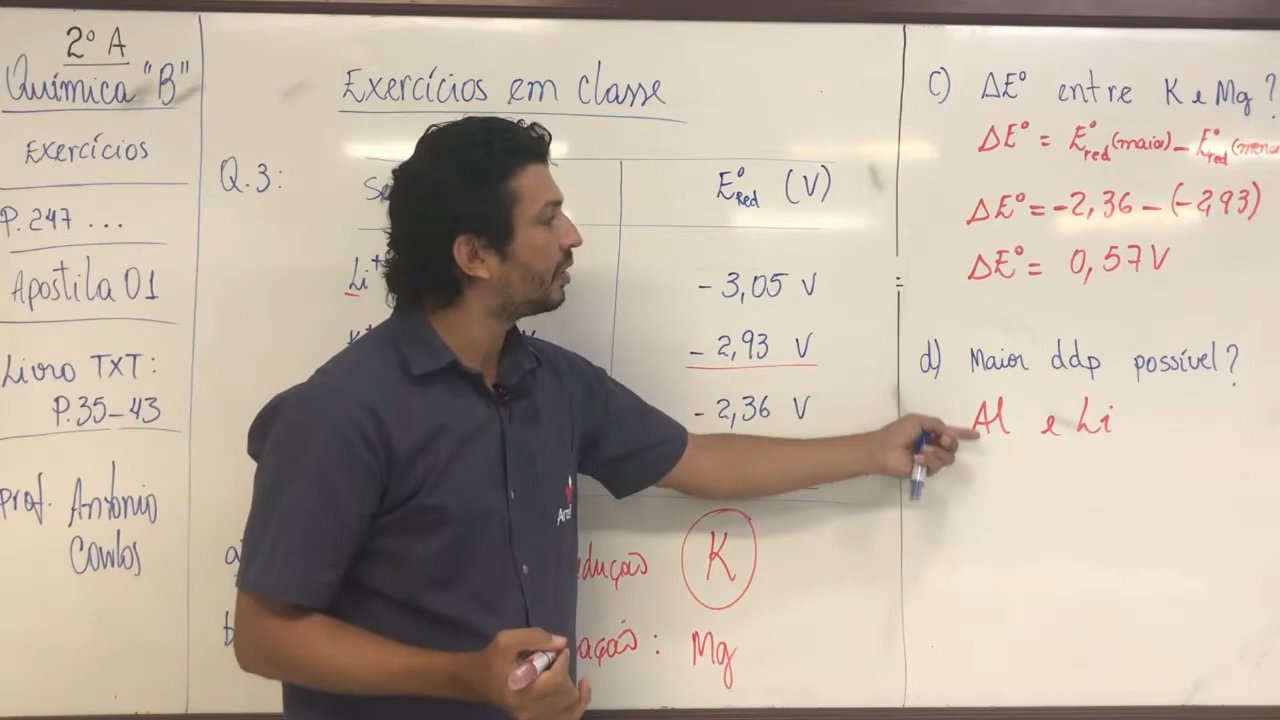 2º A
Química "B"
Exercícios
P. 247 ...
Apostila 01
Livro TXT:
P. 35-43
Prof. Antonio
Carlos
Exercícios em classe
Q.3:
E°Red (V)
Li+
- 3,05 V
- 2,93 V
- 2,36 V
K
: Mg
c) ΔE° entre K e Mg?
ΔE° = E°red (maior) - E°red (menor
ΔE° = -2,36 - (-2,93)
ΔE° = 0,57 V
d) Maior ddp possível?
Al e Li